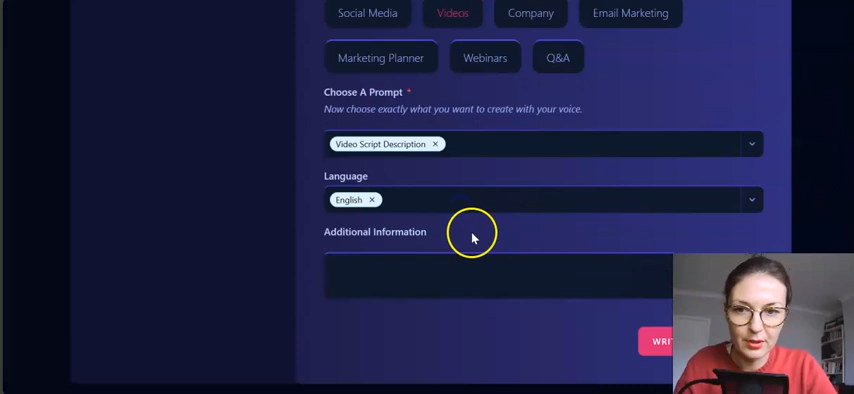 Social Media Videos Company Email Marketing
Marketing Planner Webinars Q&A
Choose A Prompt *
Now choose exactly what you want to create with your voice.
Video Script Description ×
Language
English ×
Additional Information